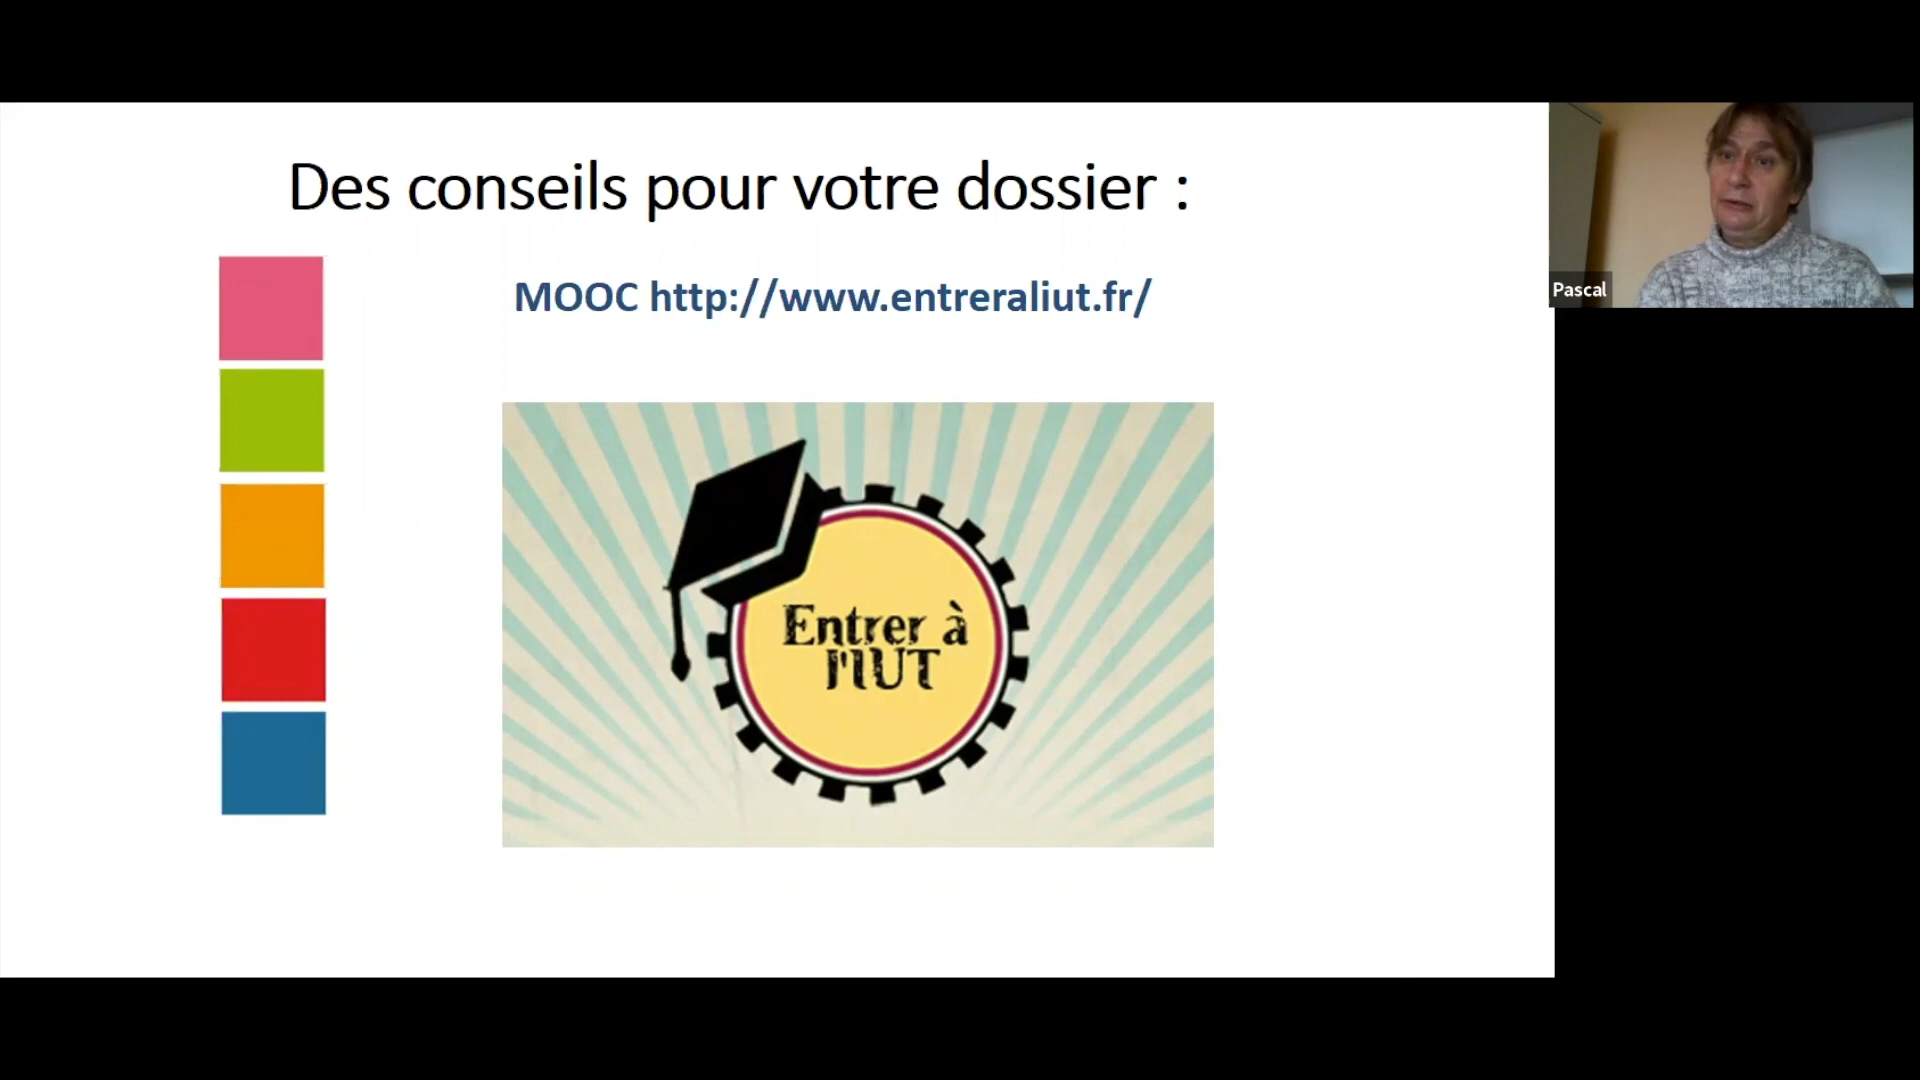 Des conseils pour votre dossier :
MOOC http://www.entreraliut.fr/
Pascal
Entrer à
l'IUT